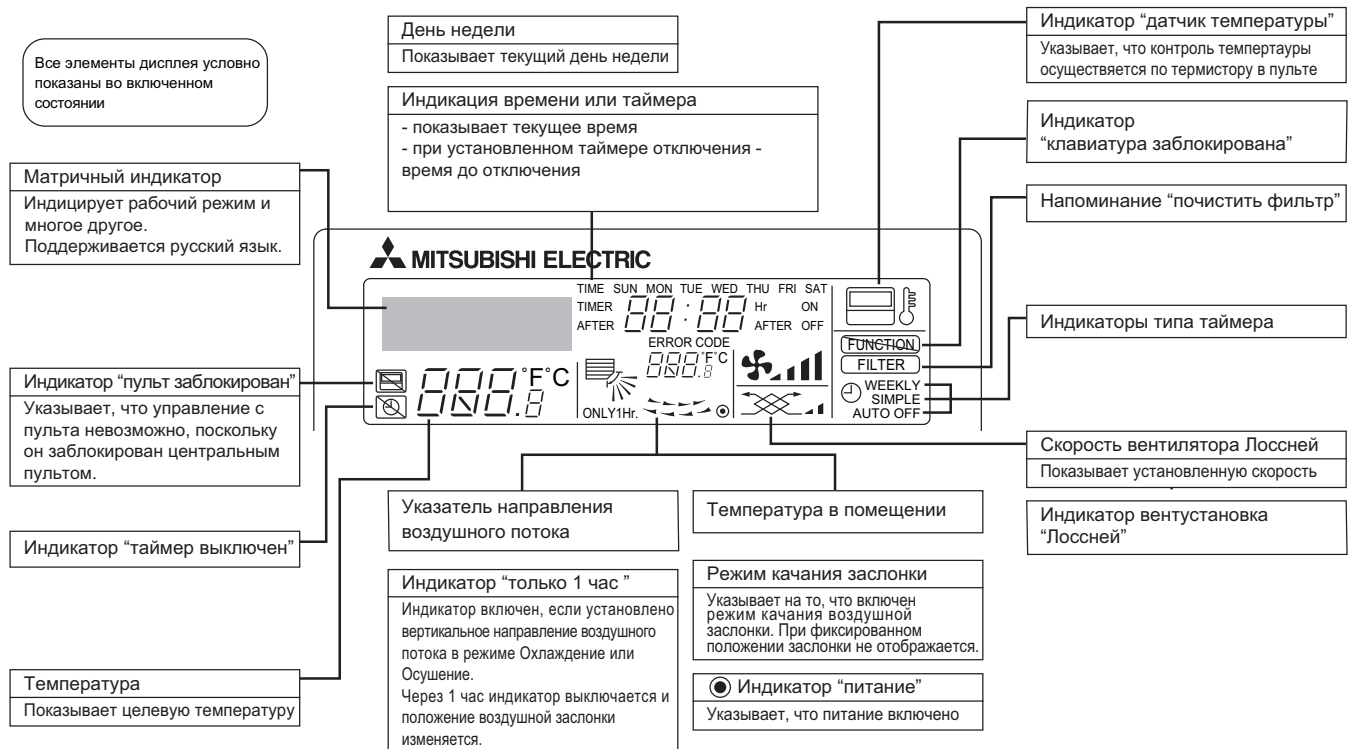 Все элементы дисплея условно
показаны во включенном
состоянии
День недели
Показывает текущий день недели
Индикация времени или таймера
- показывает текущее время
- при установленном таймере отключения -
время до отключения
Индикатор “датчик температуры”
Указывает, что контроль темпертауры
осуществяется по термистору в пульте
Индикатор
“клавиатура заблокирована”
Напоминание “почистить фильтр”
Индикаторы типа таймера
Матричный индикатор
Индицирует рабочий режим и
многое другое.
Поддерживается русский язык.
Индикатор “пульт заблокирован”
Указывает, что управление с
пульта невозможно, поскольку
он заблокирован центральным
пультом.
Индикатор “таймер выключен”
Температура
Показывает целевую температуру
MITSUBISHI ELECTRIC
TIME SUN MON TUE WED THU FRI SAT
TIMER 88:88 Hr ON
AFTER AFTER OFF
ERROR CODE
°F°C
°F°C
ONLY1Hr.
FUNCTION
FILTER
WEEKLY
SIMPLE
AUTO OFF
Указатель направления
воздушного потока
Индикатор “только 1 час ”
Индикатор включен, если установлено
вертикальное направление воздушного
потока в режиме Охлаждение или
Осушение.
Через 1 час индикатор выключается и
положение воздушной заслонки
изменяется.
Температура в помещении
Режим качания заслонки
Указывает на то, что включен
режим качания воздушной
заслонки. При фиксированном
положении заслонки не отображается.
Индикатор “питание”
Указывает, что питание включено
Скорость вентилятора Лоссней
Показывает установленную скорость
Индикатор вентустановка
“Лоссней”